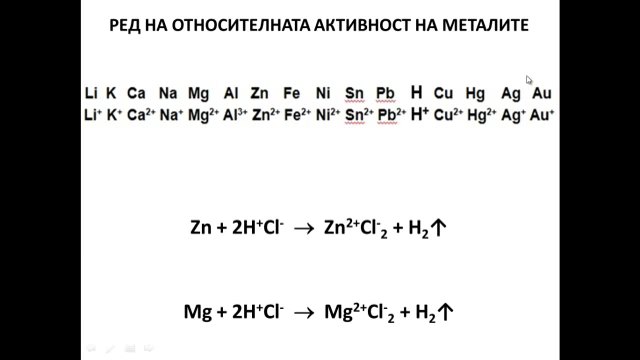 РЕД НА ОТНОСИТЕЛНАТА АКТИВНОСТ НА МЕТАЛИТЕ
Li K Ca Na Mg Al Zn Fe Ni Sn Pb H Cu Hg Ag Au
Li⁺ K⁺ Ca²⁺ Na⁺ Mg²⁺ Al³⁺ Zn²⁺ Fe²⁺ Ni²⁺ Sn²⁺ Pb²⁺ H⁺ Cu²⁺ Hg²⁺ Ag⁺ Au⁺
Zn + 2H⁺Cl⁻ → Zn²⁺Cl⁻₂ + H₂↑
Mg + 2H⁺Cl⁻ → Mg²⁺Cl⁻₂ + H₂↑